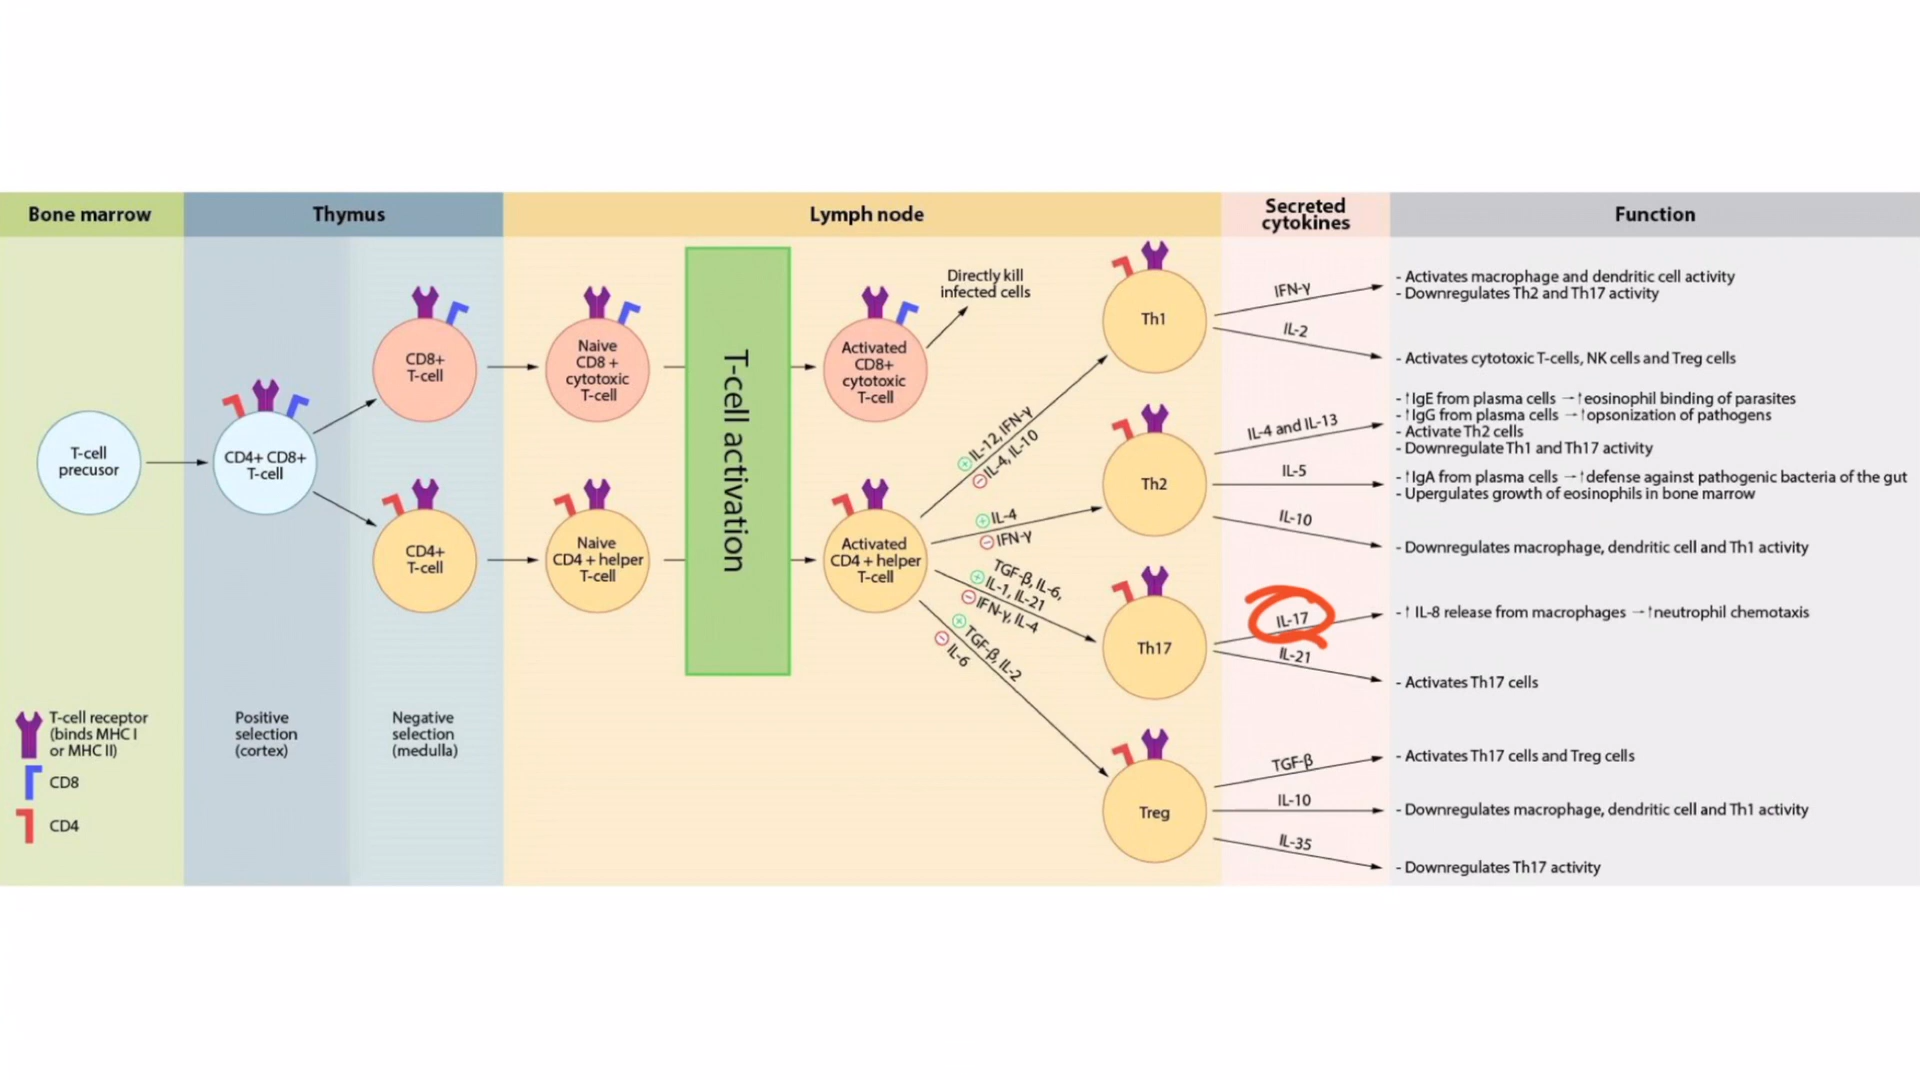 Bone marrow
Thymus
Lymph node
Secreted
cytokines
Function
T-cell
precusor
CD4+ CD8+
T-cell
CD8+
T-cell
CD4+
T-cell
Naive
CD8 +
cytotoxic
T-cell
Naive
CD4 + helper
T-cell
T-cell activation
Activated
CD8+
cytotoxic
T-cell
Activated
CD4 + helper
T-cell
Directly kill
infected cells
+ IL-12, IFN-γ
- IL-4, IL-10
+ IL-4
- IFN-γ
TGF-β, IL-6,
+ IL-1, IL-21
- IFN-γ, IL-4
+ TGF-β, IL-2
- IL-6
Th1
Th2
Th17
Treg
IFN-γ
IL-2
IL-4 and IL-13
IL-5
IL-10
IL-17
IL-21
TGF-β
IL-10
IL-35
- Activates macrophage and dendritic cell activity
- Downregulates Th2 and Th17 activity
- Activates cytotoxic T-cells, NK cells and Treg cells
- ↑IgE from plasma cells →↑eosinophil binding of parasites
- ↑IgG from plasma cells →↑opsonization of pathogens
- Activate Th2 cells
- Downregulate Th1 and Th17 activity
- ↑IgA from plasma cells →↑defense against pathogenic bacteria of the gut
- Upergulates growth of eosinophils in bone marrow
- Downregulates macrophage, dendritic cell and Th1 activity
- ↑ IL-8 release from macrophages →↑neutrophil chemotaxis
- Activates Th17 cells
- Activates Th17 cells and Treg cells
- Downregulates macrophage, dendritic cell and Th1 activity
- Downregulates Th17 activity
T-cell receptor
(binds MHC I
or MHC II)
CD8
CD4
Positive
selection
(cortex)
Negative
selection
(medulla)